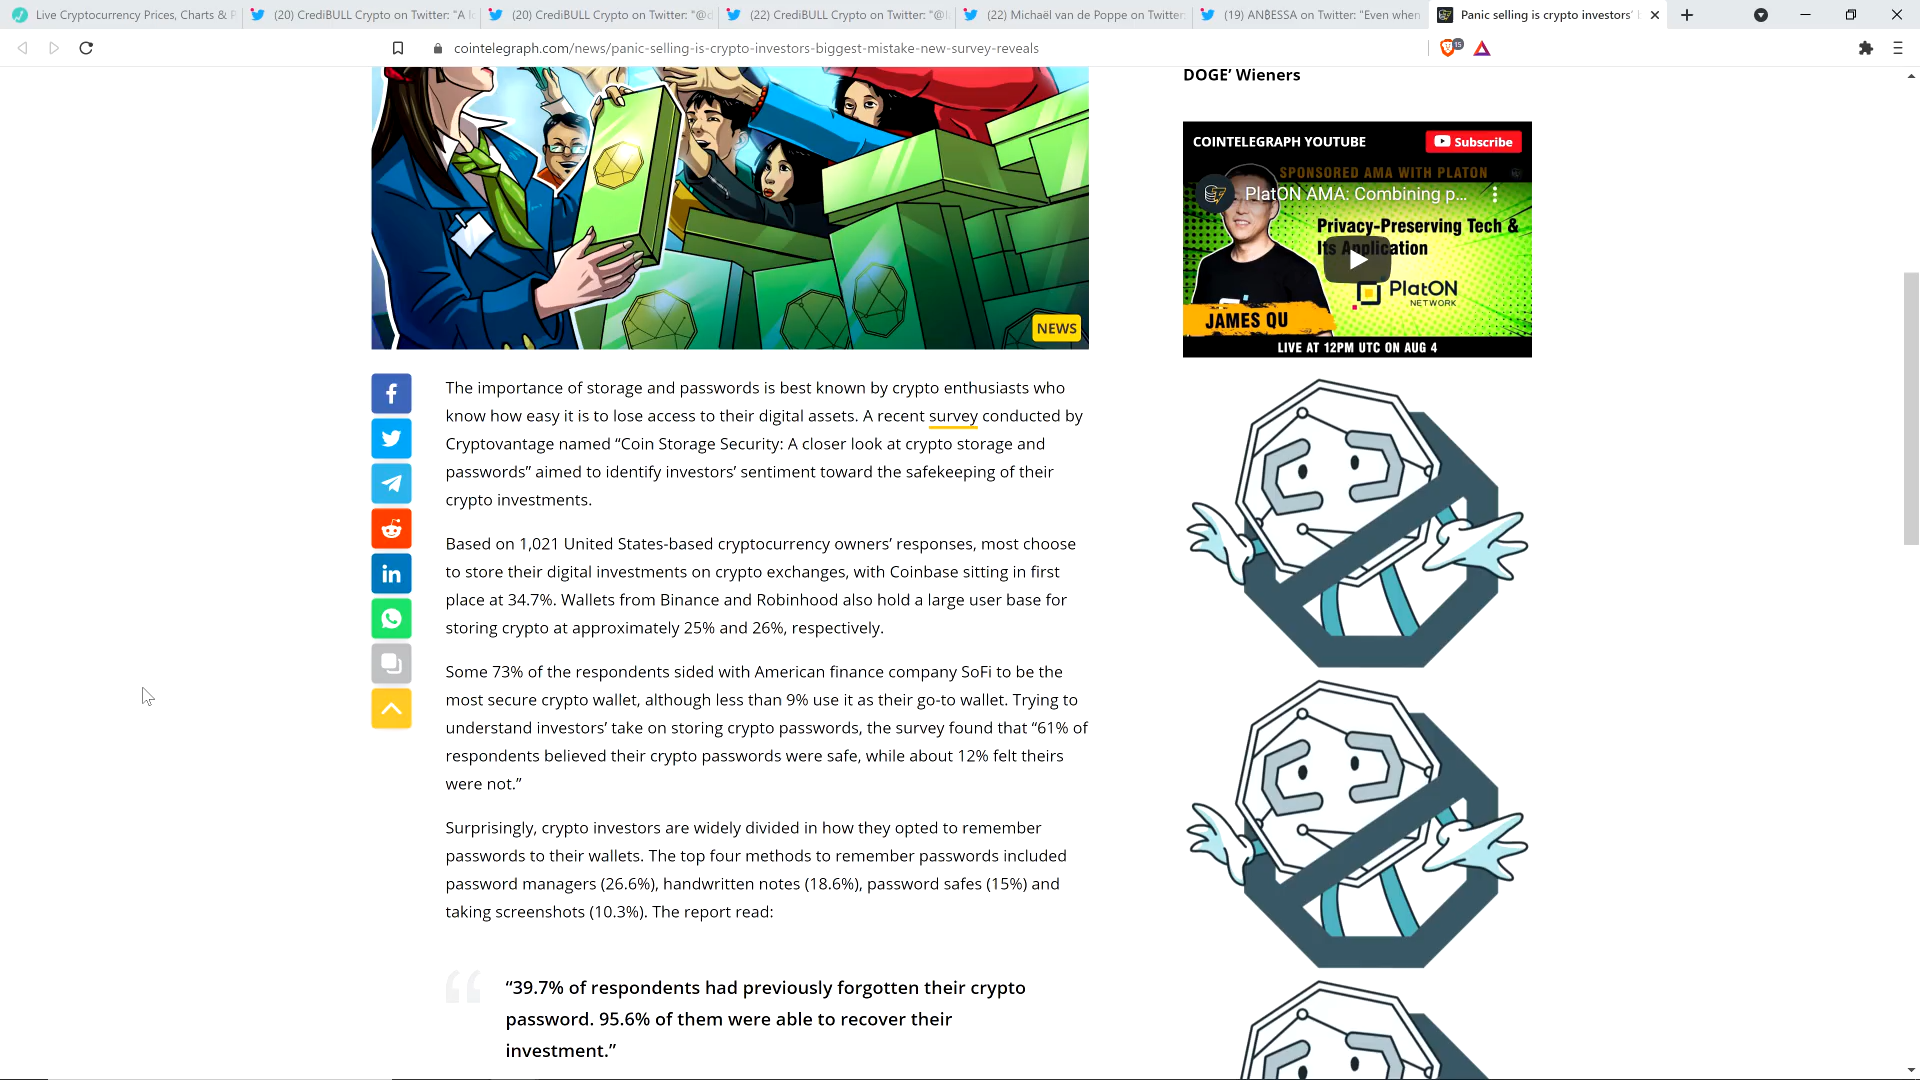 Live Cryptocurrency Prices, Charts & P
(20) CrediBULL Crypto on Twitter: "A lo
(20) CrediBULL Crypto on Twitter: "@d
(22) CrediBULL Crypto on Twitter: "@l
(22) Michaël van de Poppe on Twitter:
(19) ANBESSA on Twitter: "Even when
Panic selling is crypto investors'
cointelegraph.com/news/panic-selling-is-crypto-investors-biggest-mistake-new-survey-reveals
15
NEWS
The importance of storage and passwords is best known by crypto enthusiasts who
know how easy it is to lose access to their digital assets. A recent survey conducted by
Cryptovantage named “Coin Storage Security: A closer look at crypto storage and
passwords” aimed to identify investors’ sentiment toward the safekeeping of their
crypto investments.
Based on 1,021 United States-based cryptocurrency owners’ responses, most choose
to store their digital investments on crypto exchanges, with Coinbase sitting in first
place at 34.7%. Wallets from Binance and Robinhood also hold a large user base for
storing crypto at approximately 25% and 26%, respectively.
Some 73% of the respondents sided with American finance company SoFi to be the
most secure crypto wallet, although less than 9% use it as their go-to wallet. Trying to
understand investors’ take on storing crypto passwords, the survey found that “61% of
respondents believed their crypto passwords were safe, while about 12% felt theirs
were not.”
Surprisingly, crypto investors are widely divided in how they opted to remember
passwords to their wallets. The top four methods to remember passwords included
password managers (26.6%), handwritten notes (18.6%), password safes (15%) and
taking screenshots (10.3%). The report read:
“39.7% of respondents had previously forgotten their crypto
password. 95.6% of them were able to recover their
investment.”
DOGE’ Wieners
COINTELEGRAPH YOUTUBE
Subscribe
SPONSORED AMA WITH PLATON
PlatON AMA: Combining p...
Privacy-Preserving Tech &
Its Application
PlatON
NETWORK
JAMES QU
LIVE AT 12PM UTC ON AUG 4